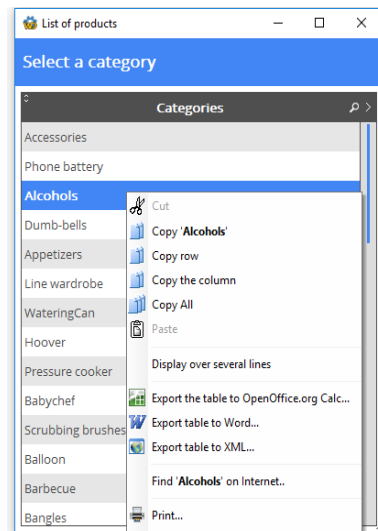 List of products
Select a category
Categories
Accessories
Phone battery
Alcohols
Dumb-bells
Appetizers
Line wardrobe
WateringCan
Hoover
Pressure cooker
Babychef
Scrubbing brushes
Balloon
Barbecue
Bangles
Cut
Copy 'Alcohols'
Copy row
Copy the column
Copy All
Paste
Display over several lines
Export the table to OpenOffice.org Calc...
Export table to Word...
Export table to XML...
Find 'Alcohols' on Internet..
Print...